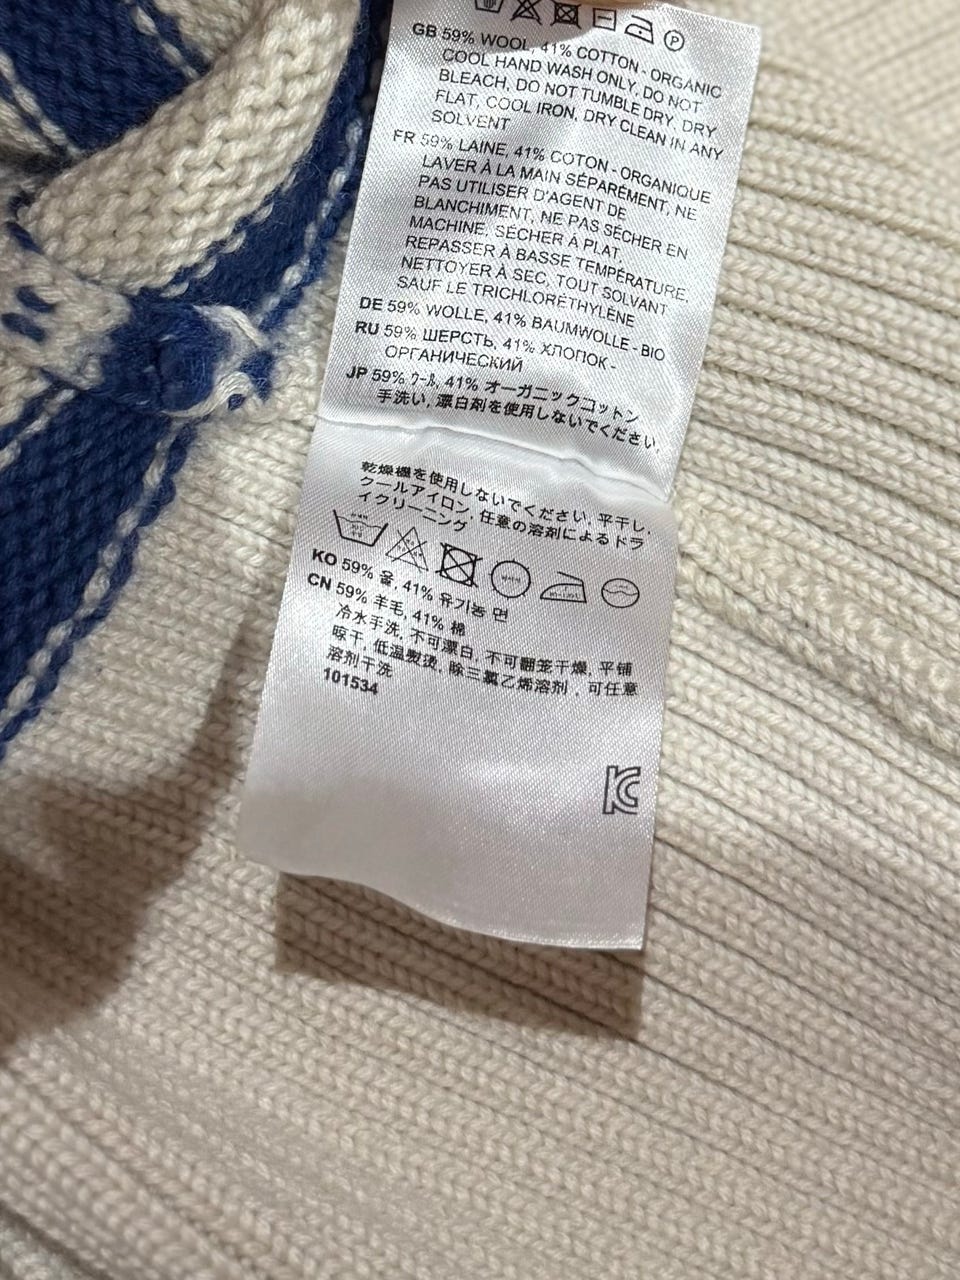 GB 59% WOOL, 41% COTTON - ORGANIC
COOL HAND WASH ONLY, DO NOT
BLEACH, DO NOT TUMBLE DRY, DRY
FLAT, COOL IRON, DRY CLEAN IN ANY
SOLVENT
FR 59% LAINE, 41% COTON - ORGANIQUE
LAVER À LA MAIN SÉPARÉMENT, NE
PAS UTILISER D'AGENT DE
BLANCHIMENT, NE PAS SÉCHER EN
MACHINE, SÉCHER À PLAT,
REPASSER À BASSE TEMPÉRATURE,
NETTOYER À SEC, TOUT SOLVANT
SAUF LE TRICHLORÉTHYLÈNE
DE 59% WOLLE, 41% BAUMWOLLE - BIO
RU 59% ШЕРСТЬ, 41% ХЛОПОК -
ОРГАНИЧЕСКИЙ
JP 59% ウール, 41% オーガニックコットン
手洗い, 漂白剤を使用しないでください,
乾燥機を使用しないでください, 平干し,
クールアイロン, 任意の溶剤によるドラ
イクリーニング
KO 59% 울, 41% 유기농 면
CN 59% 羊毛, 41% 棉
冷水手洗, 不可漂白, 不可翻笼干燥, 平铺
晾干, 低温熨烫, 除三氯乙烯溶剂, 可任意
溶剂干洗
101534